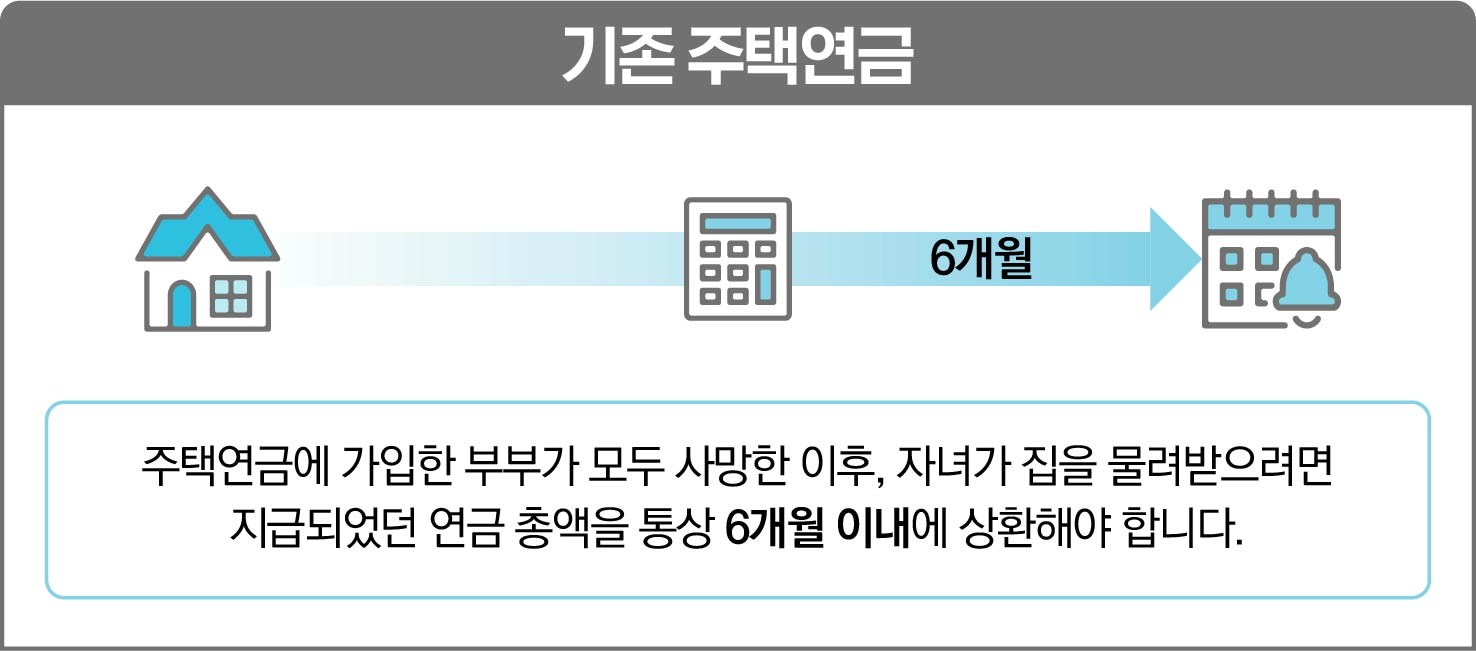 기존 주택연금
6개월
주택연금에 가입한 부부가 모두 사망한 이후, 자녀가 집을 물려받으려면
지급되었던 연금 총액을 통상 6개월 이내에 상환해야 합니다.